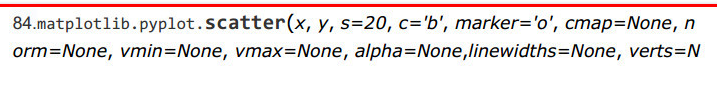 84.matplotlib.pyplot.scatter(x, y, s=20, c='b', marker='o', cmap=None, n
orm=None, vmin=None, vmax=None, alpha=None,linewidths=None, verts=N